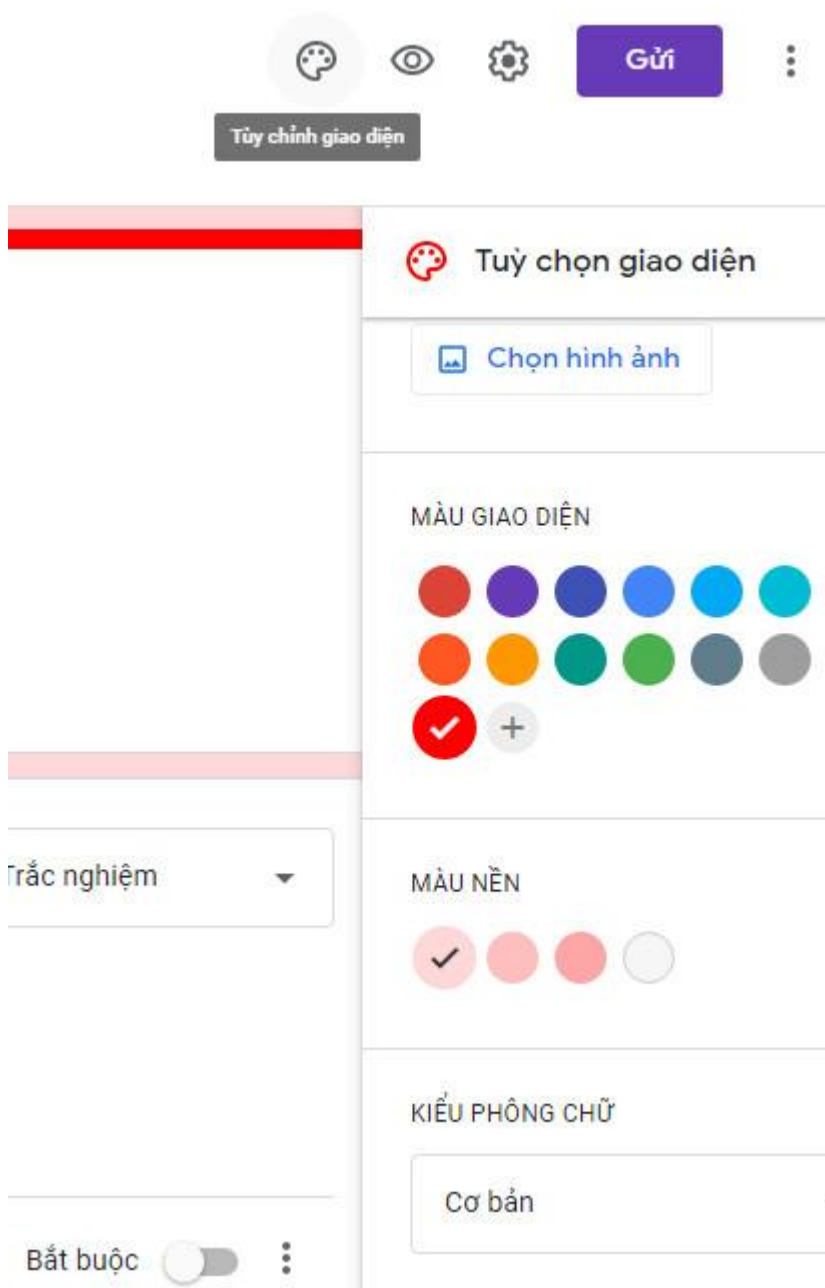 Gửi
Tùy chỉnh giao diện
Tuỳ chọn giao diện
Chọn hình ảnh
MÀU GIAO DIỆN
Trắc nghiệm
MÀU NỀN
KIỂU PHÔNG CHỮ
Cơ bản
Bắt buộc